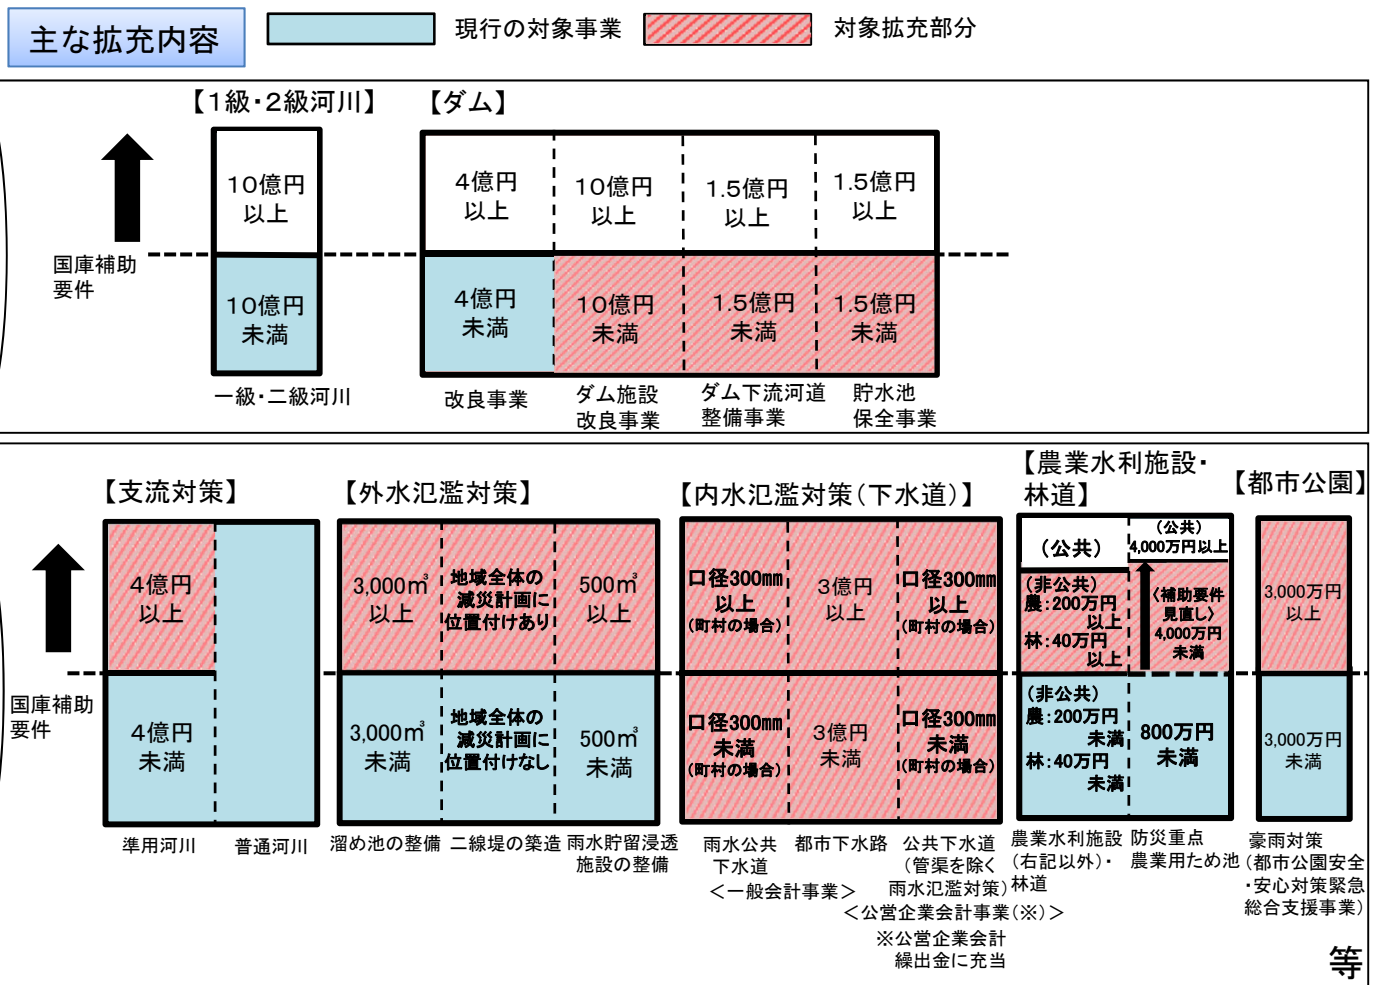 主な拡充内容
現行の対象事業
対象拡充部分
【1級・2級河川】
【ダム】
国庫補助
要件
10億円
以上
10億円
未満
一級・二級河川
4億円
以上
10億円
以上
1.5億円
以上
1.5億円
以上
4億円
未満
10億円
未満
1.5億円
未満
1.5億円
未満
改良事業
ダム施設
改良事業
ダム下流河道
整備事業
貯水池
保全事業
【支流対策】
【外水氾濫対策】
【内水氾濫対策(下水道)】
【農業水利施設・
林道】
【都市公園】
国庫補助
要件
4億円
以上
4億円
未満
準用河川
普通河川
3,000㎥
以上
地域全体の
減災計画に
位置付けあり
500㎥
以上
3,000㎥
未満
地域全体の
減災計画に
位置付けなし
500㎥
未満
溜め池の整備
二線堤の築造
雨水貯留浸透
施設の整備
口径300㎜
以上
(町村の場合)
3億円
以上
口径300㎜
以上
(町村の場合)
口径300㎜
未満
(町村の場合)
3億円
未満
口径300㎜
未満
(町村の場合)
雨水公共
下水道
都市下水路
公共下水道
(管渠を除く
雨水氾濫対策)
<一般会計事業>
<公営企業会計事業(※)>
※公営企業会計
繰出金に充当
(公共)
(非公共)
農:200万円
以上
林:40万円
以上
(公共)
4,000万円以上
〈補助要件
見直し〉
4,000万円
未満
(非公共)
農:200万円
未満
林:40万円
未満
800万円
未満
農業水利施設
(右記以外)・
林道
防災重点
農業用ため池
3,000万円
以上
3,000万円
未満
豪雨対策
(都市公園安全
・安心対策緊急
総合支援事業)
等